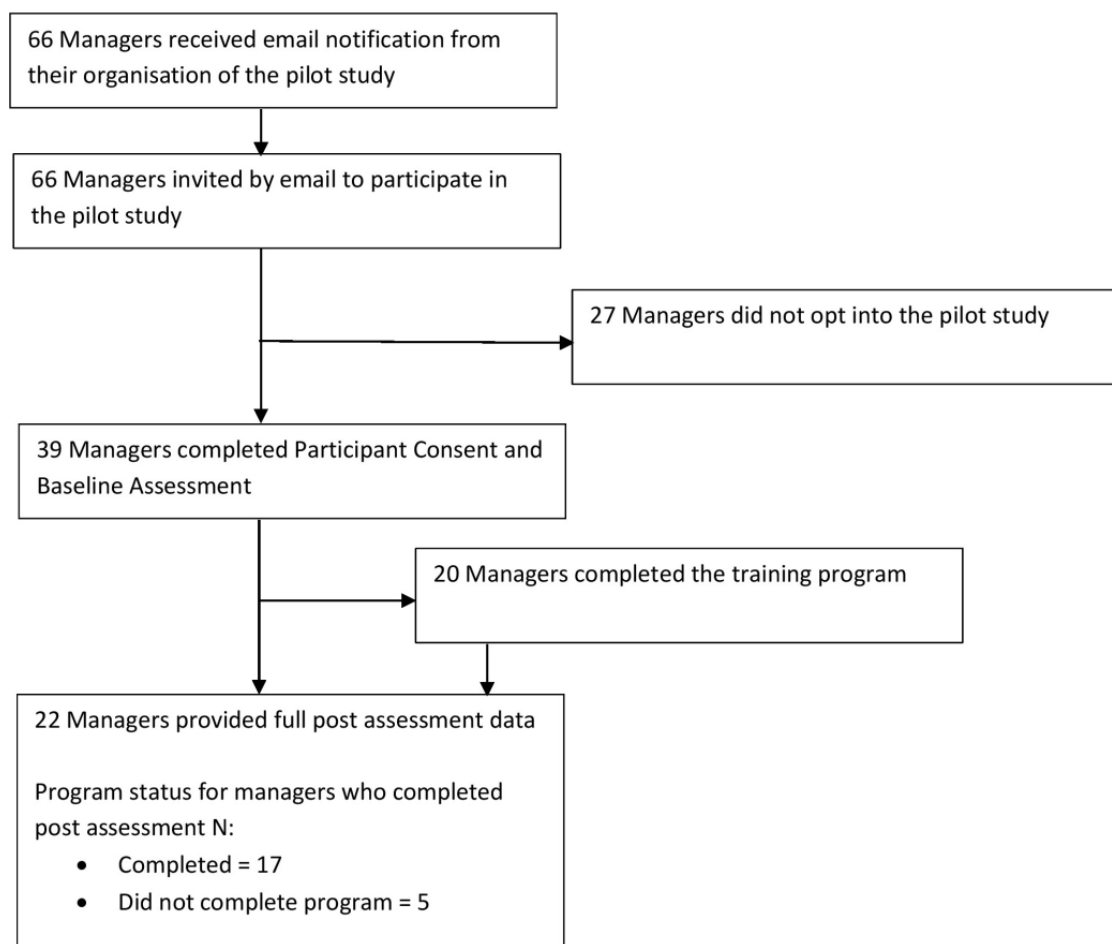 66 Managers received email notification from
their organisation of the pilot study
66 Managers invited by email to participate in
the pilot study
27 Managers did not opt into the pilot study
39 Managers completed Participant Consent and
Baseline Assessment
20 Managers completed the training program
22 Managers provided full post assessment data
Program status for managers who completed
post assessment N:
• Completed = 17
• Did not complete program = 5